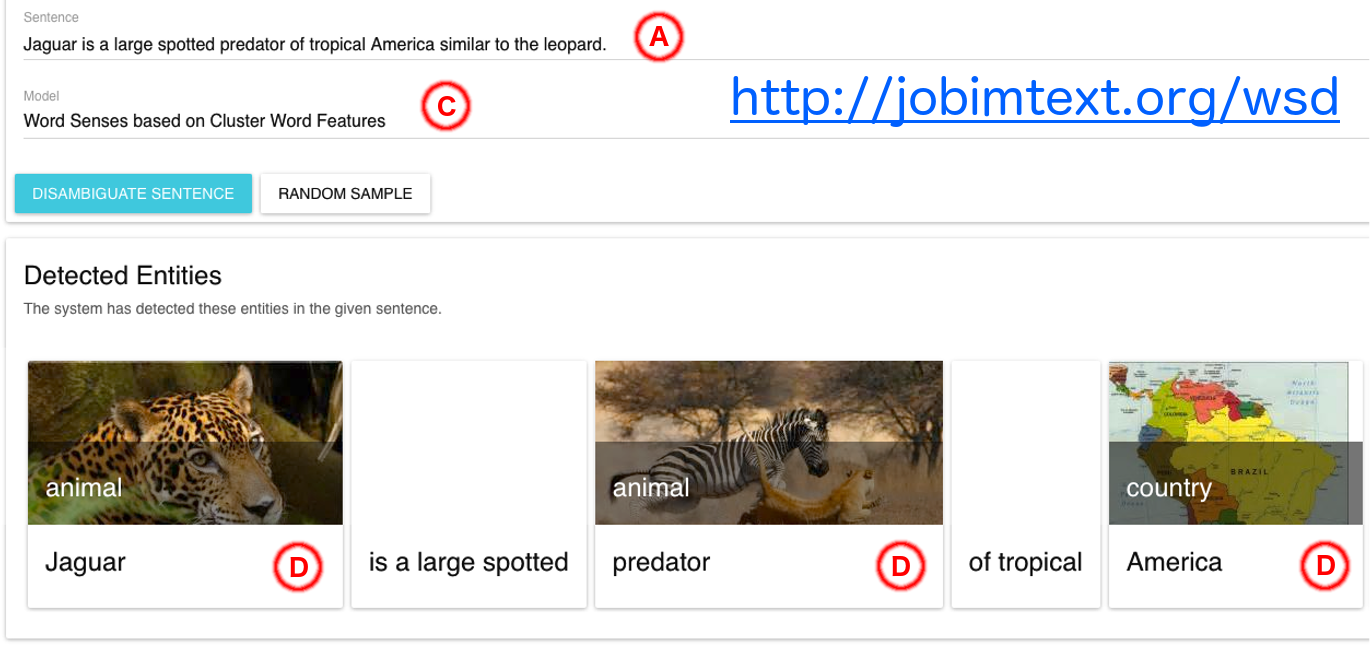 Sentence
Jaguar is a large spotted predator of tropical America similar to the leopard.
A
Model
Word Senses based on Cluster Word Features
C
http://jobimtext.org/wsd
DISAMBIGUATE SENTENCE
RANDOM SAMPLE
Detected Entities
The system has detected these entities in the given sentence.
animal
Jaguar
D
is a large spotted
animal
predator
D
of tropical
North
Atlantic
Ocean
VENEZUELA
COLOMBIA
BRAZIL
country
America
D